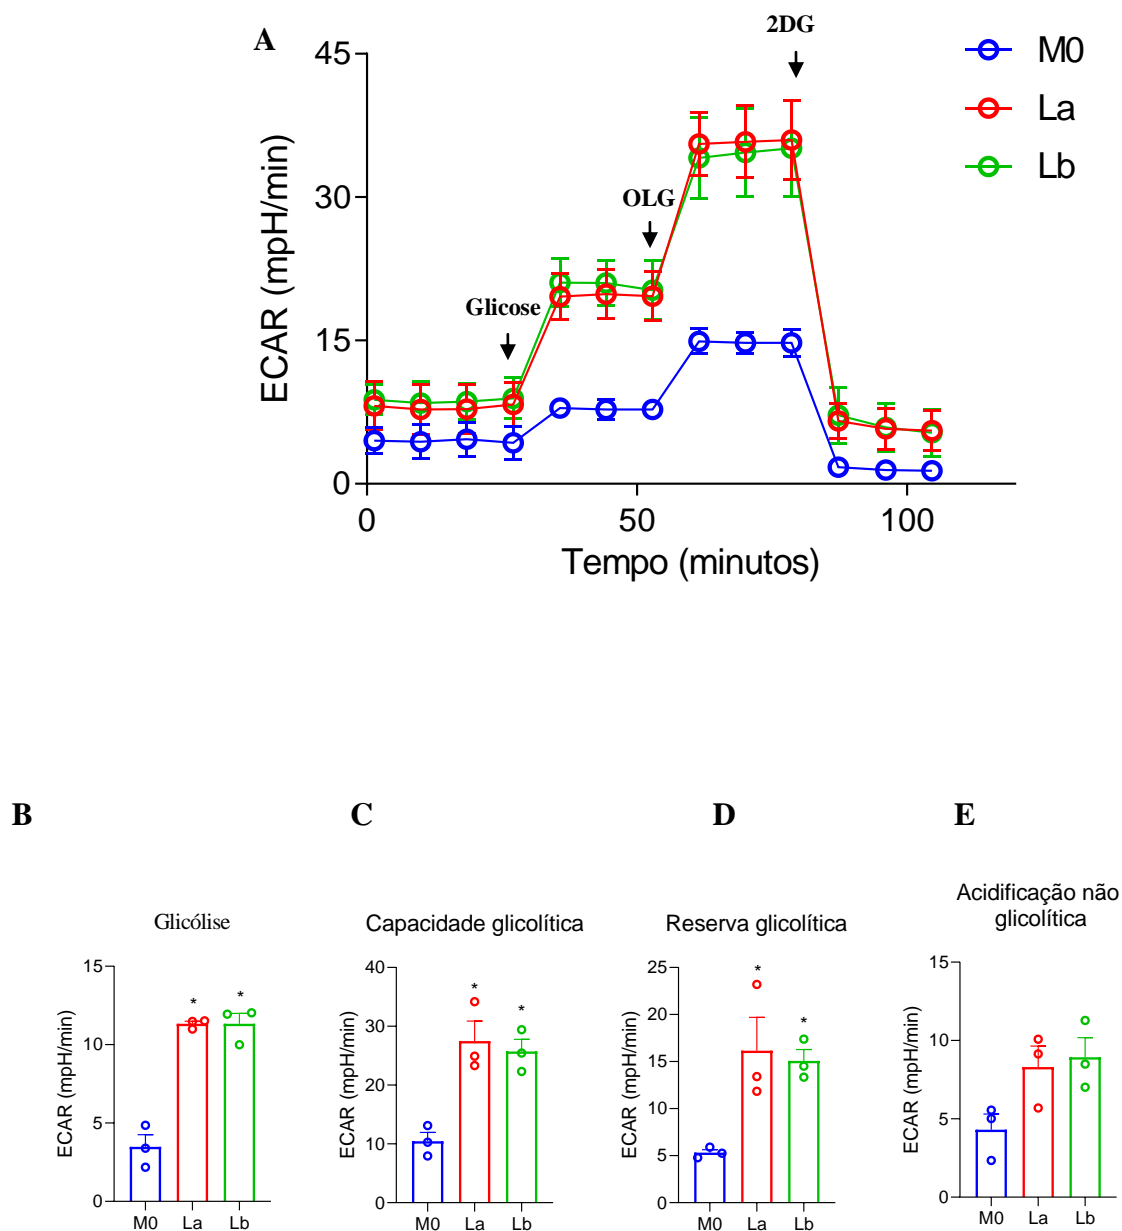 A
2DG
M0
La
Lb
OLG
Glicose
45
30
15
0
ECAR (mpH/min)
0
50
100
Tempo (minutos)
B
C
D
E
Glicólise
15
10
5
0
ECAR (mpH/min)
*
*
M0
La
Lb
Capacidade glicolítica
40
30
20
10
0
ECAR (mpH/min)
*
*
M0
La
Lb
Reserva glicolítica
25
20
15
10
5
0
ECAR (mpH/min)
*
*
M0
La
Lb
Acidificação não
glicolítica
15
10
5
0
ECAR (mpH/min)
M0
La
Lb